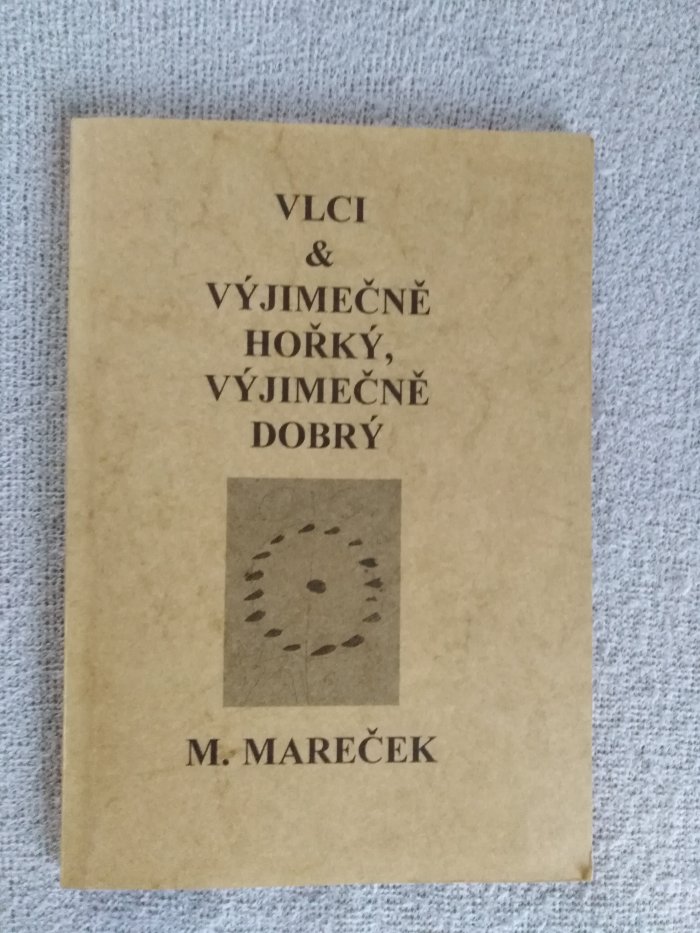 VLCI
&
VÝJIMEČNĚ
HOŘKÝ,
VÝJIMEČNĚ
DOBRÝ
M. MAREČEK